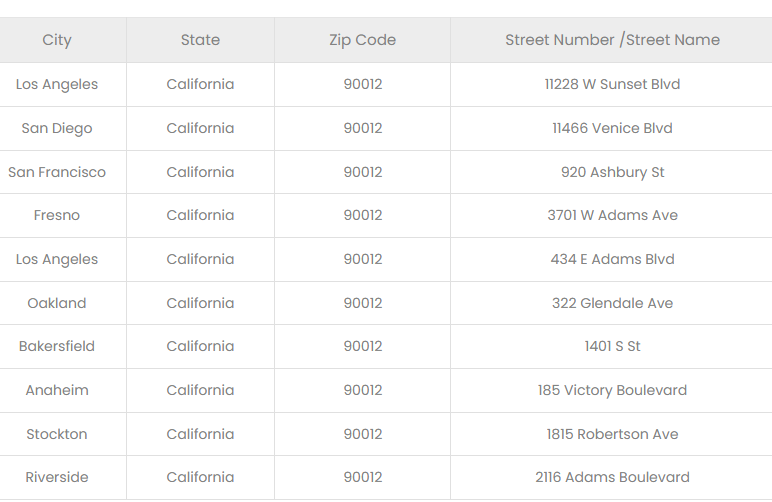 City State Zip Code Street Number /Street Name
Los Angeles California 90012 11228 W Sunset Blvd
San Diego California 90012 11466 Venice Blvd
San Francisco California 90012 920 Ashbury St
Fresno California 90012 3701 W Adams Ave
Los Angeles California 90012 434 E Adams Blvd
Oakland California 90012 322 Glendale Ave
Bakersfield California 90012 1401 S St
Anaheim California 90012 185 Victory Boulevard
Stockton California 90012 1815 Robertson Ave
Riverside California 90012 2116 Adams Boulevard